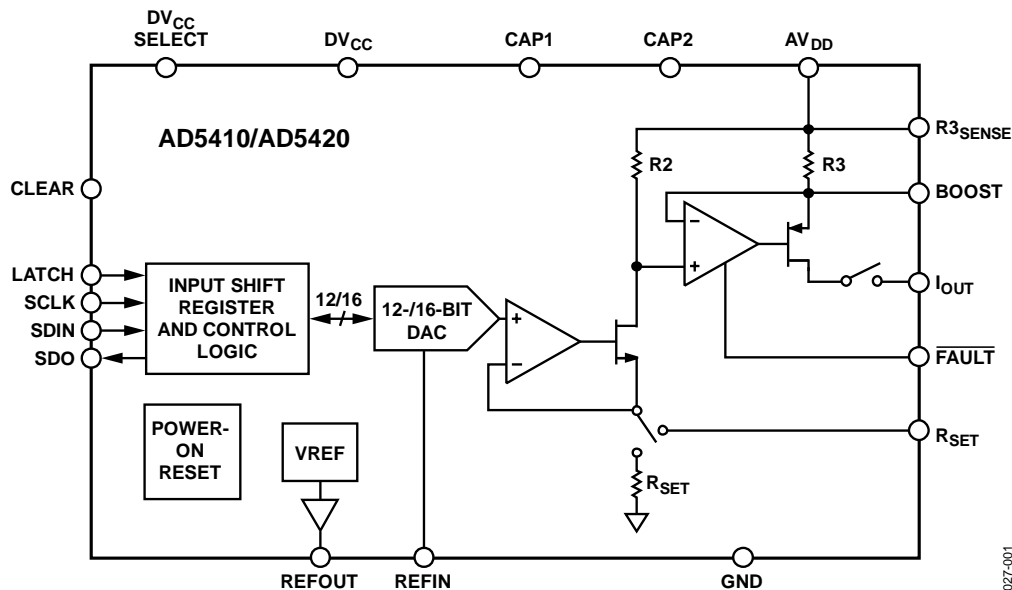 DVCC
SELECT
DVCC
CAP1
CAP2
AVDD
AD5410/AD5420
R2
R3
R3SENSE
BOOST
CLEAR
LATCH
SCLK
SDIN
SDO
INPUT SHIFT
REGISTER
AND CONTROL
LOGIC
12/16
12-/16-BIT
DAC
+
−
−
+
IOUT
FAULT
RSET
POWER-
ON
RESET
VREF
RSET
REFOUT
REFIN
GND
027-001